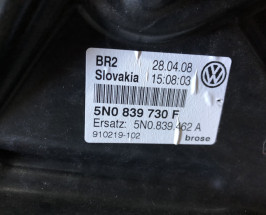 BR2 28.04.08
Slovakia 15:08:03
5N0 839 730 F
Ersatz: 5N0.839.462 A
910219-102 brose